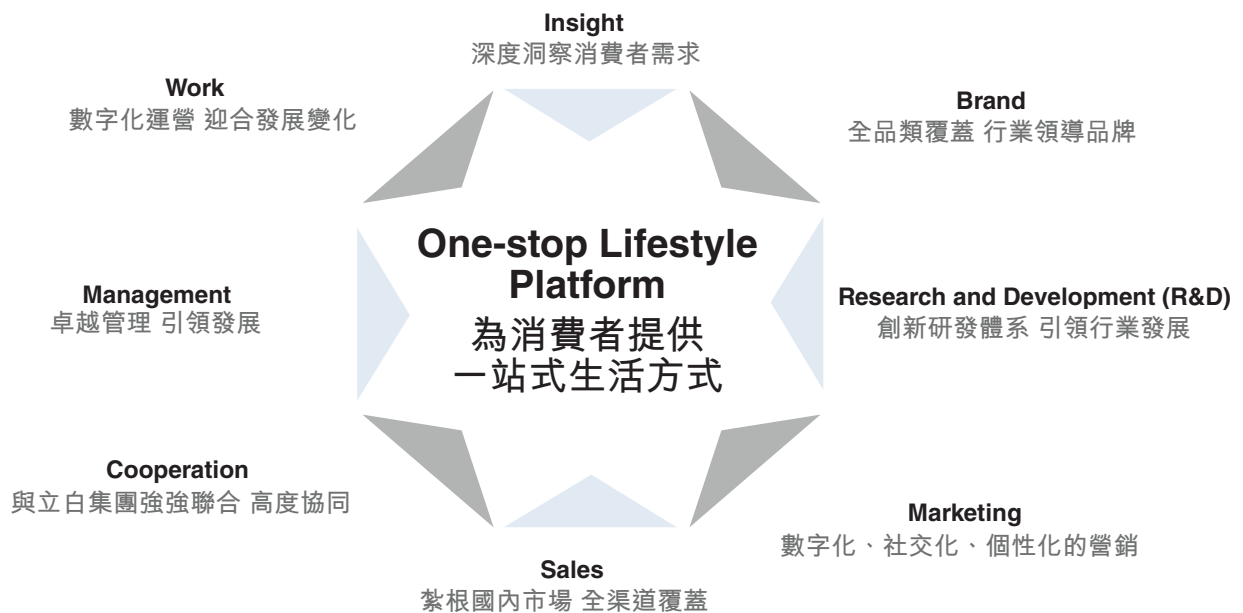 Insight
深度洞察消費者需求
Work
數字化運營 迎合發展變化
Brand
全品類覆蓋 行業領導品牌
One-stop Lifestyle
Platform
為消費者提供
一站式生活方式
Management
卓越管理 引領發展
Research and Development (R&D)
創新研發體系 引領行業發展
Cooperation
與立白集團強強聯合 高度協同
Marketing
數字化、社交化、個性化的營銷
Sales
紮根國內市場 全渠道覆蓋